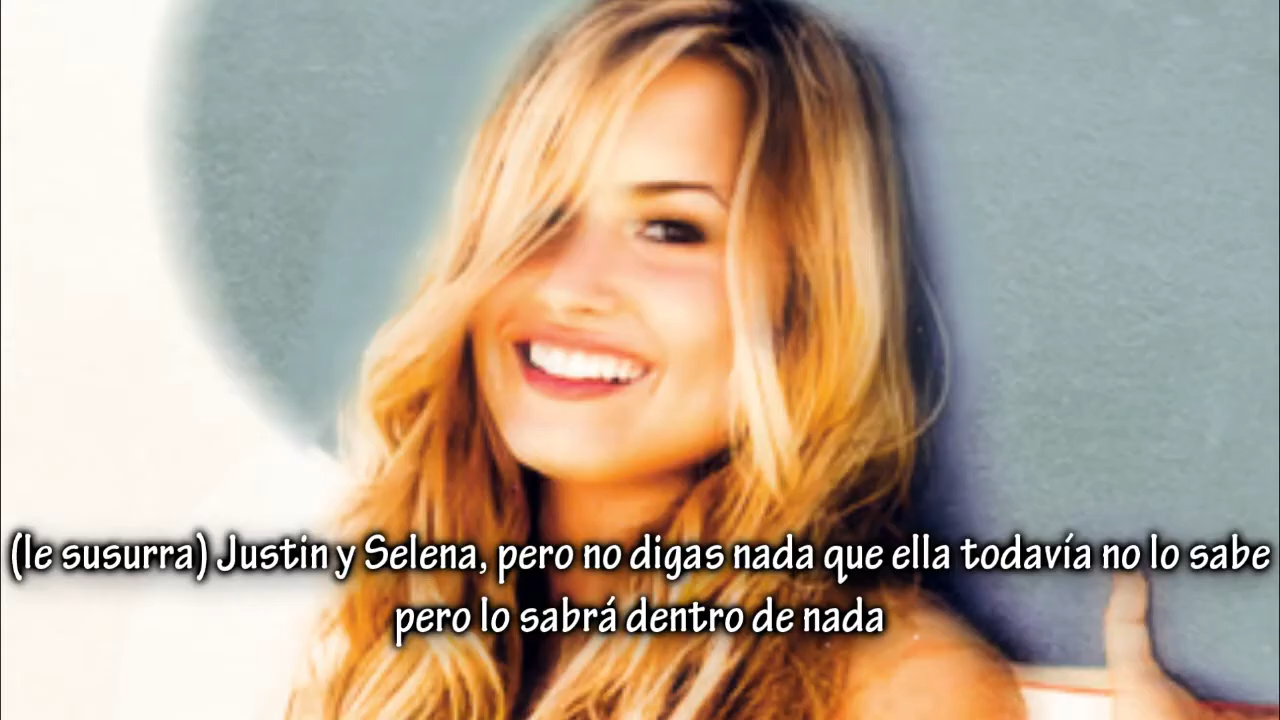 (le susurra) Justin y Selena, pero no digas nada que ella todavía no lo sabe
pero lo sabrá dentro de nada